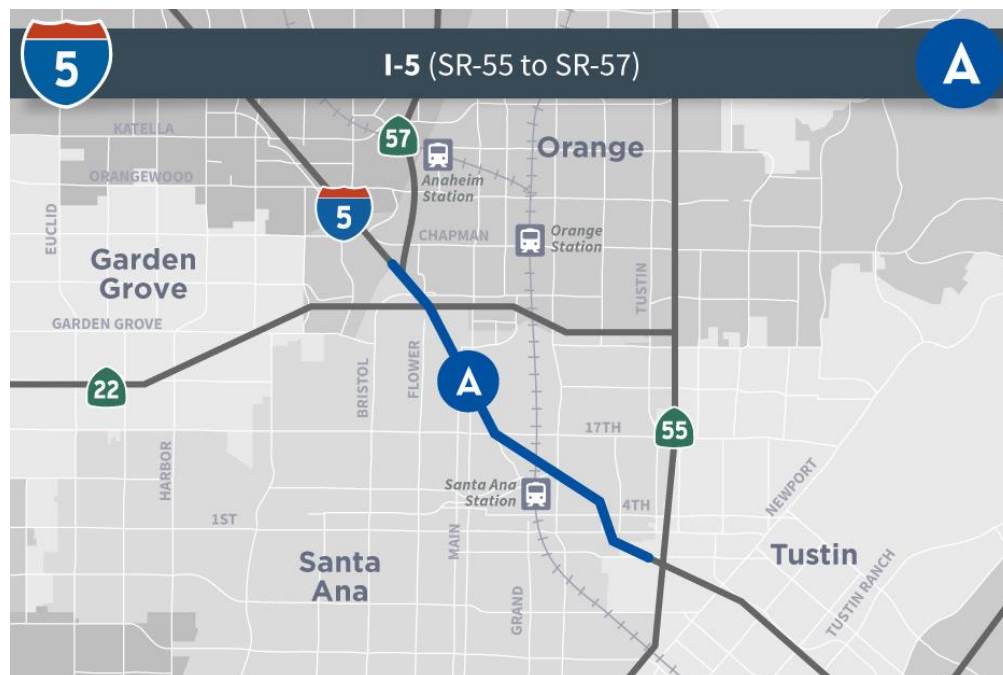 5
I-5 (SR-55 to SR-57)
A
KATELLA
57
Orange
ORANGEWOOD
Anaheim
Station
5
EUCLID
CHAPMAN
Orange
Station
Garden
Grove
TUSTIN
GARDEN GROVE
BRISTOL
FLOWER
A
22
17TH
55
HARBOR
NEWPORT
Santa Ana
Station
4TH
1ST
MAIN
Santa
Ana
Tustin
GRAND
TUSTIN RANCH